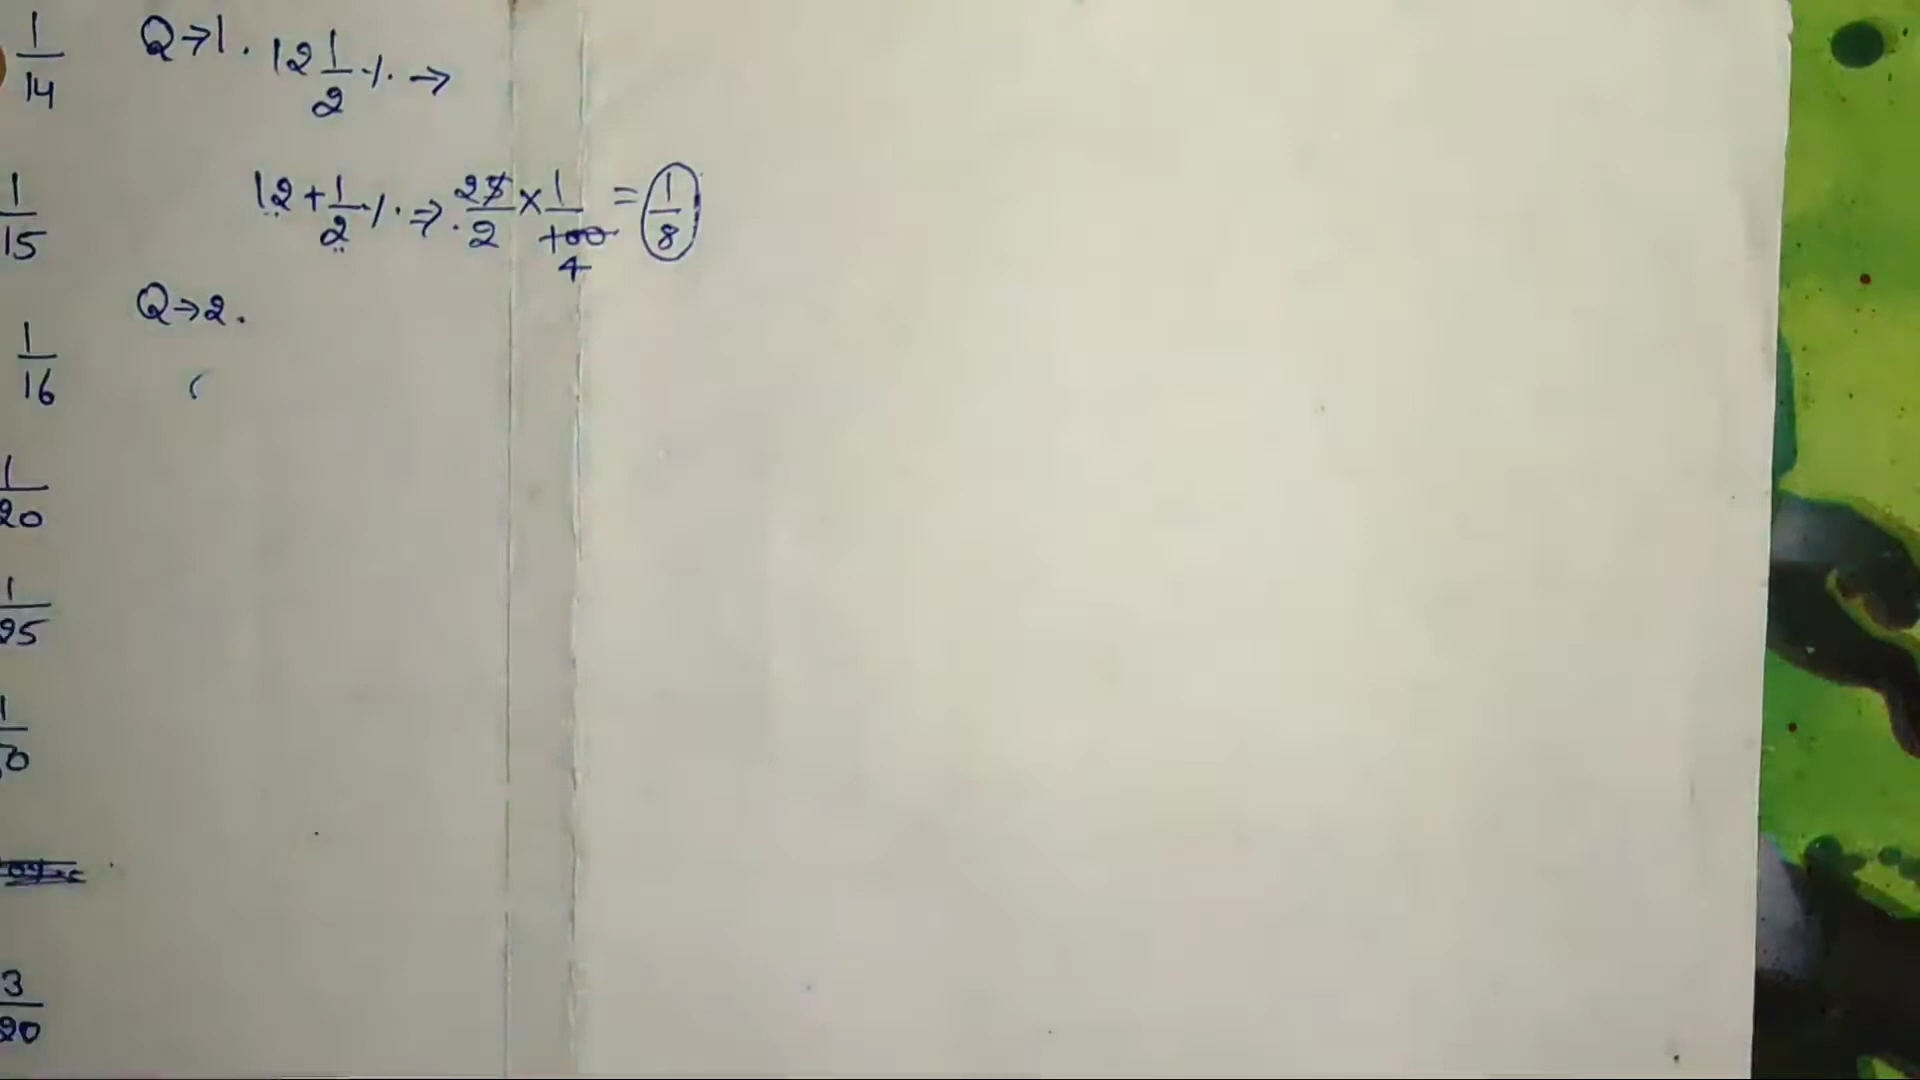 1/14
Q→1. 12 1/2 % →
1/15
12 + 1/2 % ⇒ 25/2 × 1/100 4 = 1/8
Q→2.
1/16
(
1/20
1/25
3/20